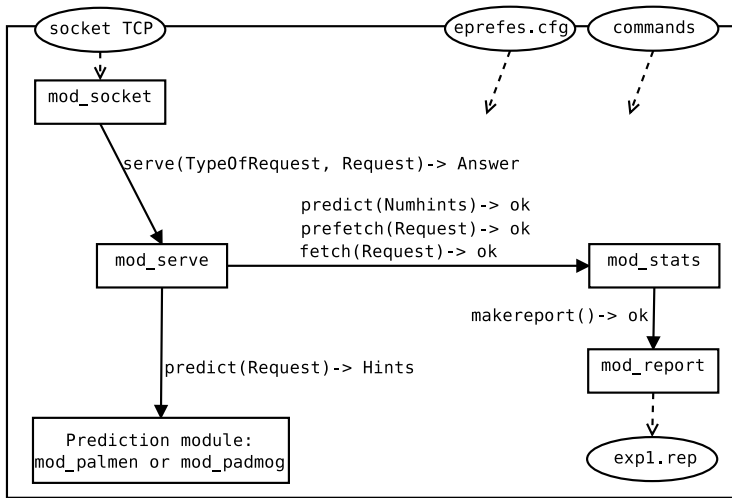 socket TCP
eprefes.cfg
commands
mod_socket
serve(TypeOfRequest, Request)-> Answer
predict(Numhints)-> ok
prefetch(Request)-> ok
fetch(Request)-> ok
mod_serve
mod_stats
makereport()-> ok
predict(Request)-> Hints
mod_report
Prediction module:
mod_palmen or mod_padmog
exp1.rep